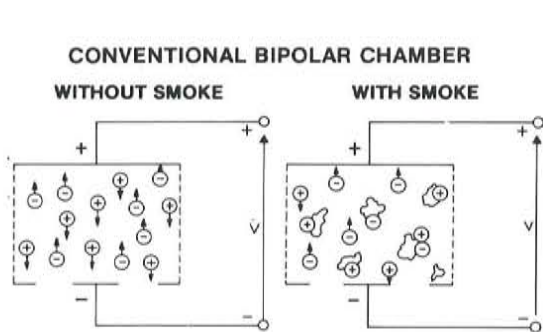 CONVENTIONAL BIPOLAR CHAMBER
WITHOUT SMOKE
WITH SMOKE
+
+
+
+
V
V
−
−
−
−